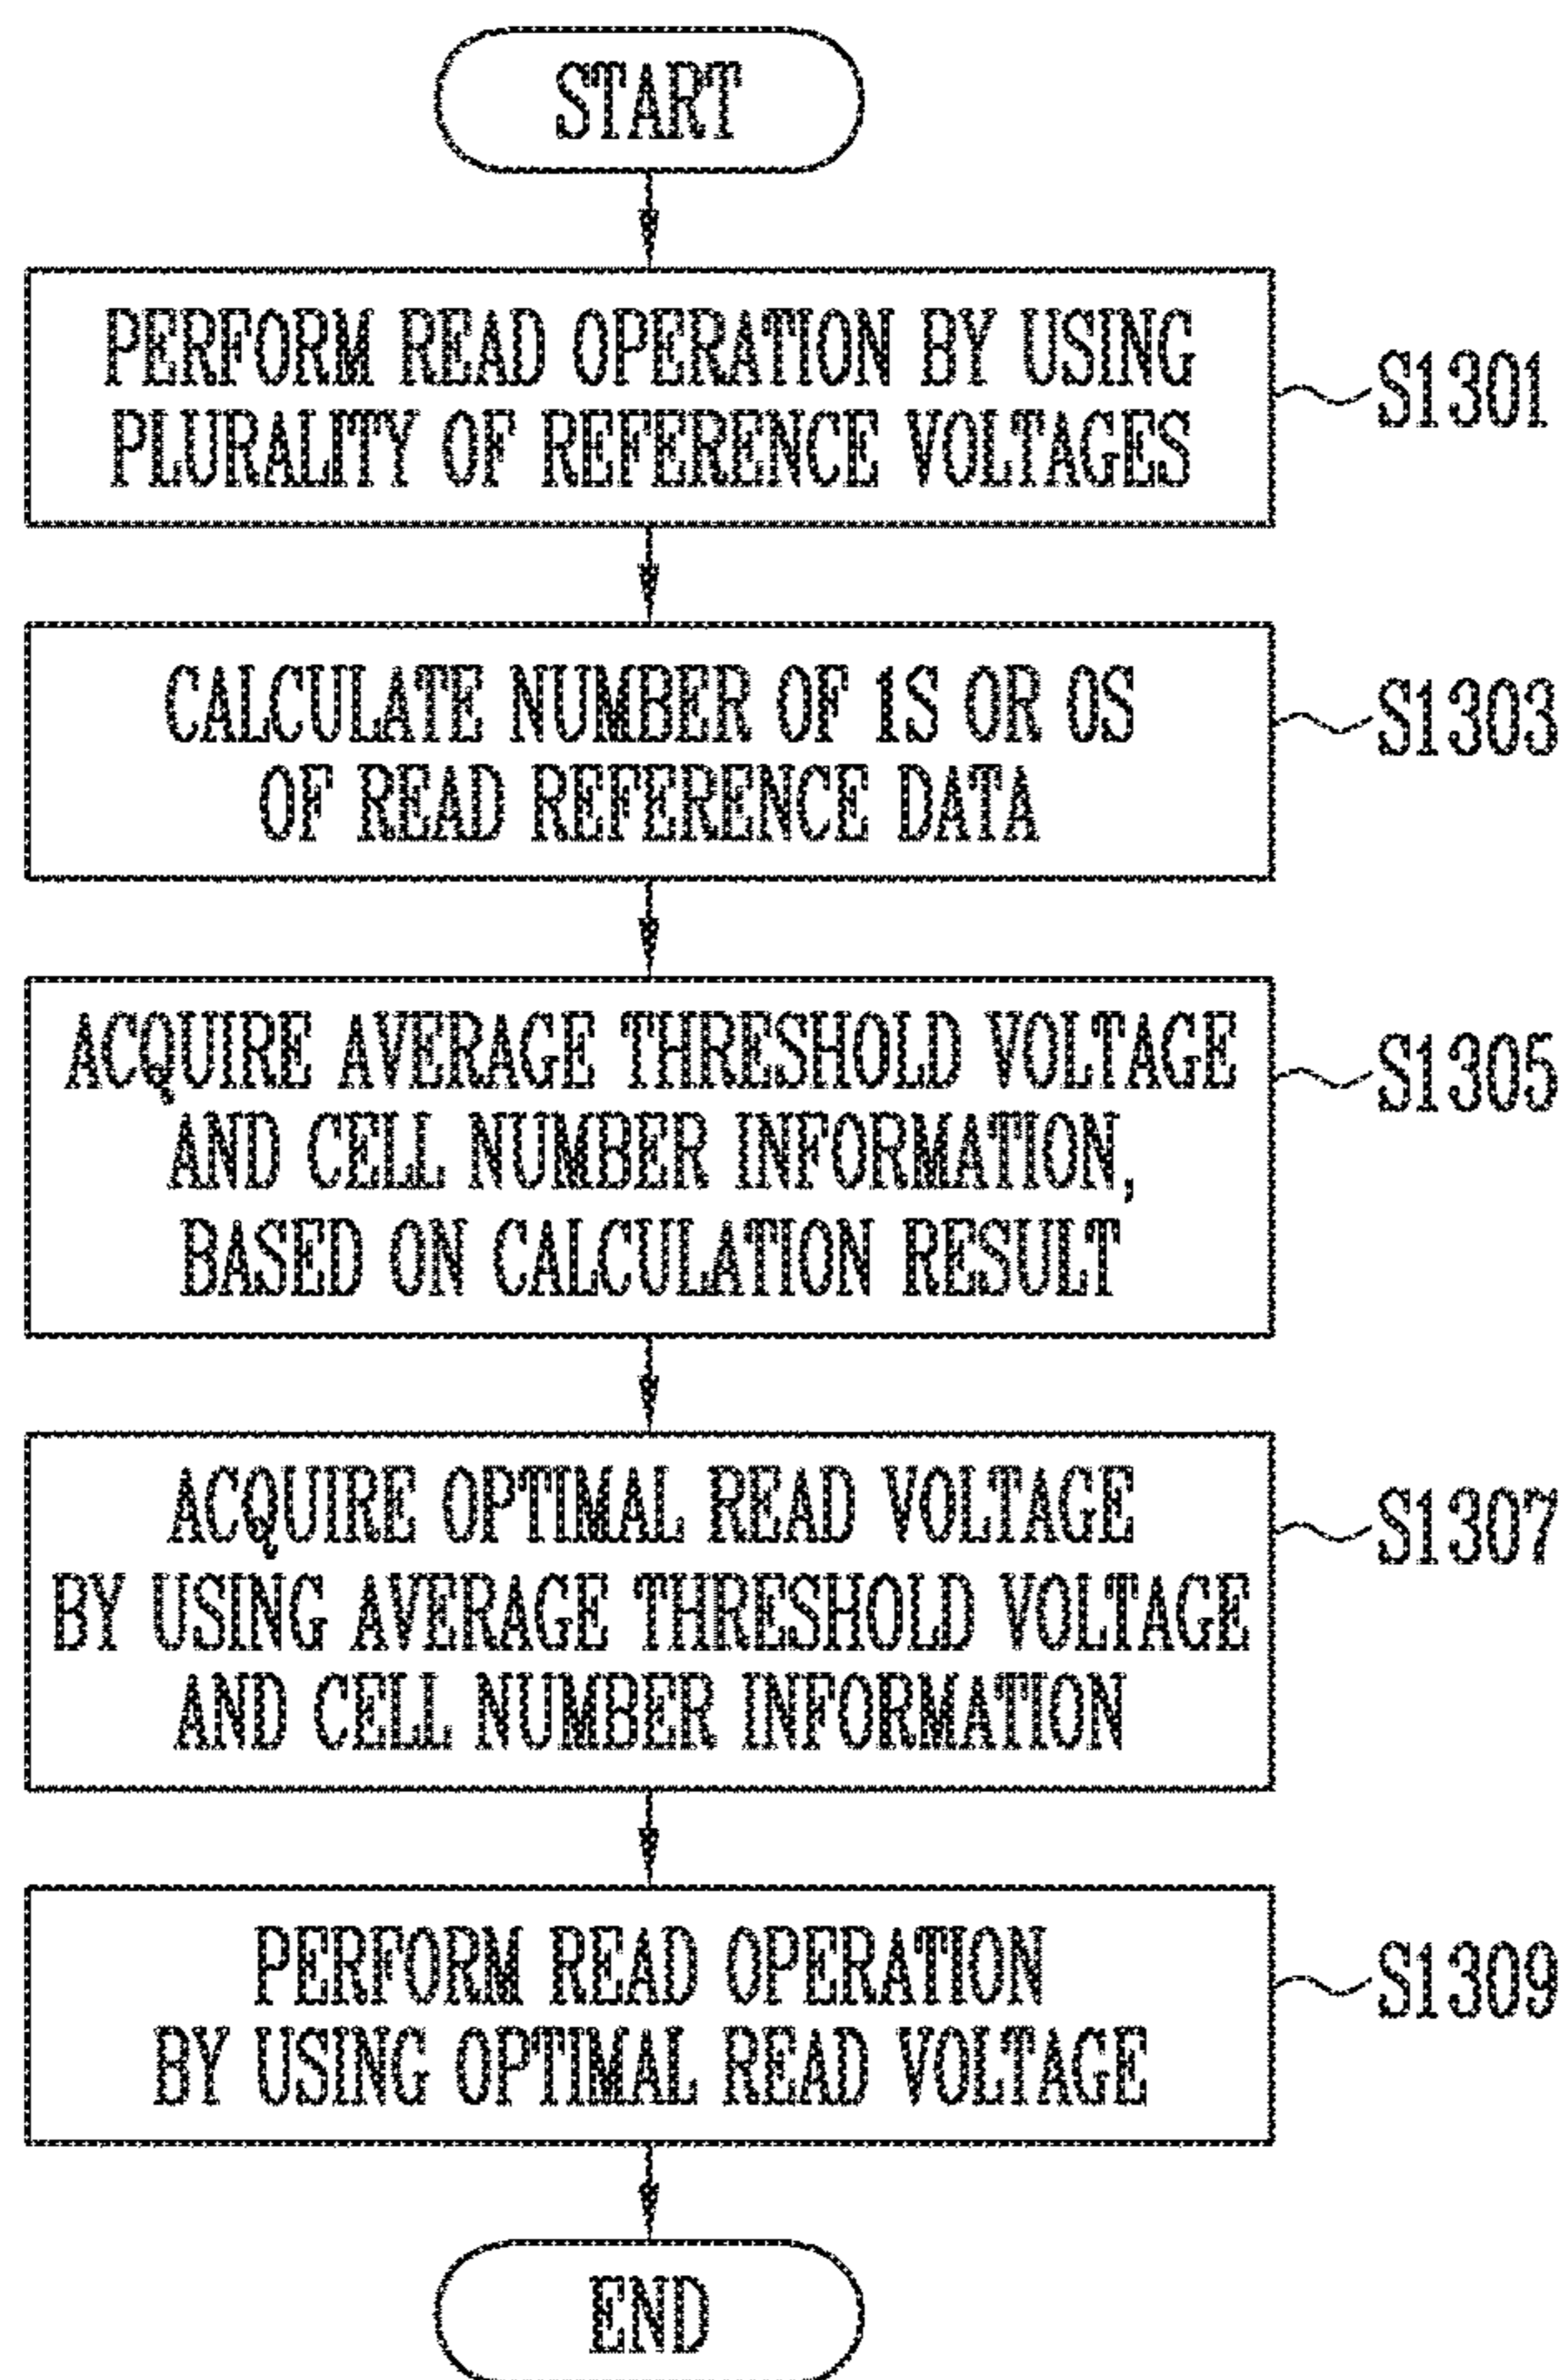 START
PERFORM READ OPERATION BY USING
PLURALITY OF REFERENCE VOLTAGES
S1301
CALCULATE NUMBER OF 1S OR 0S
OF READ REFERENCE DATA
S1303
ACQUIRE AVERAGE THRESHOLD VOLTAGE
AND CELL NUMBER INFORMATION,
BASED ON CALCULATION RESULT
S1305
ACQUIRE OPTIMAL READ VOLTAGE
BY USING AVERAGE THRESHOLD VOLTAGE
AND CELL NUMBER INFORMATION
S1307
PERFORM READ OPERATION
BY USING OPTIMAL READ VOLTAGE
S1309
END